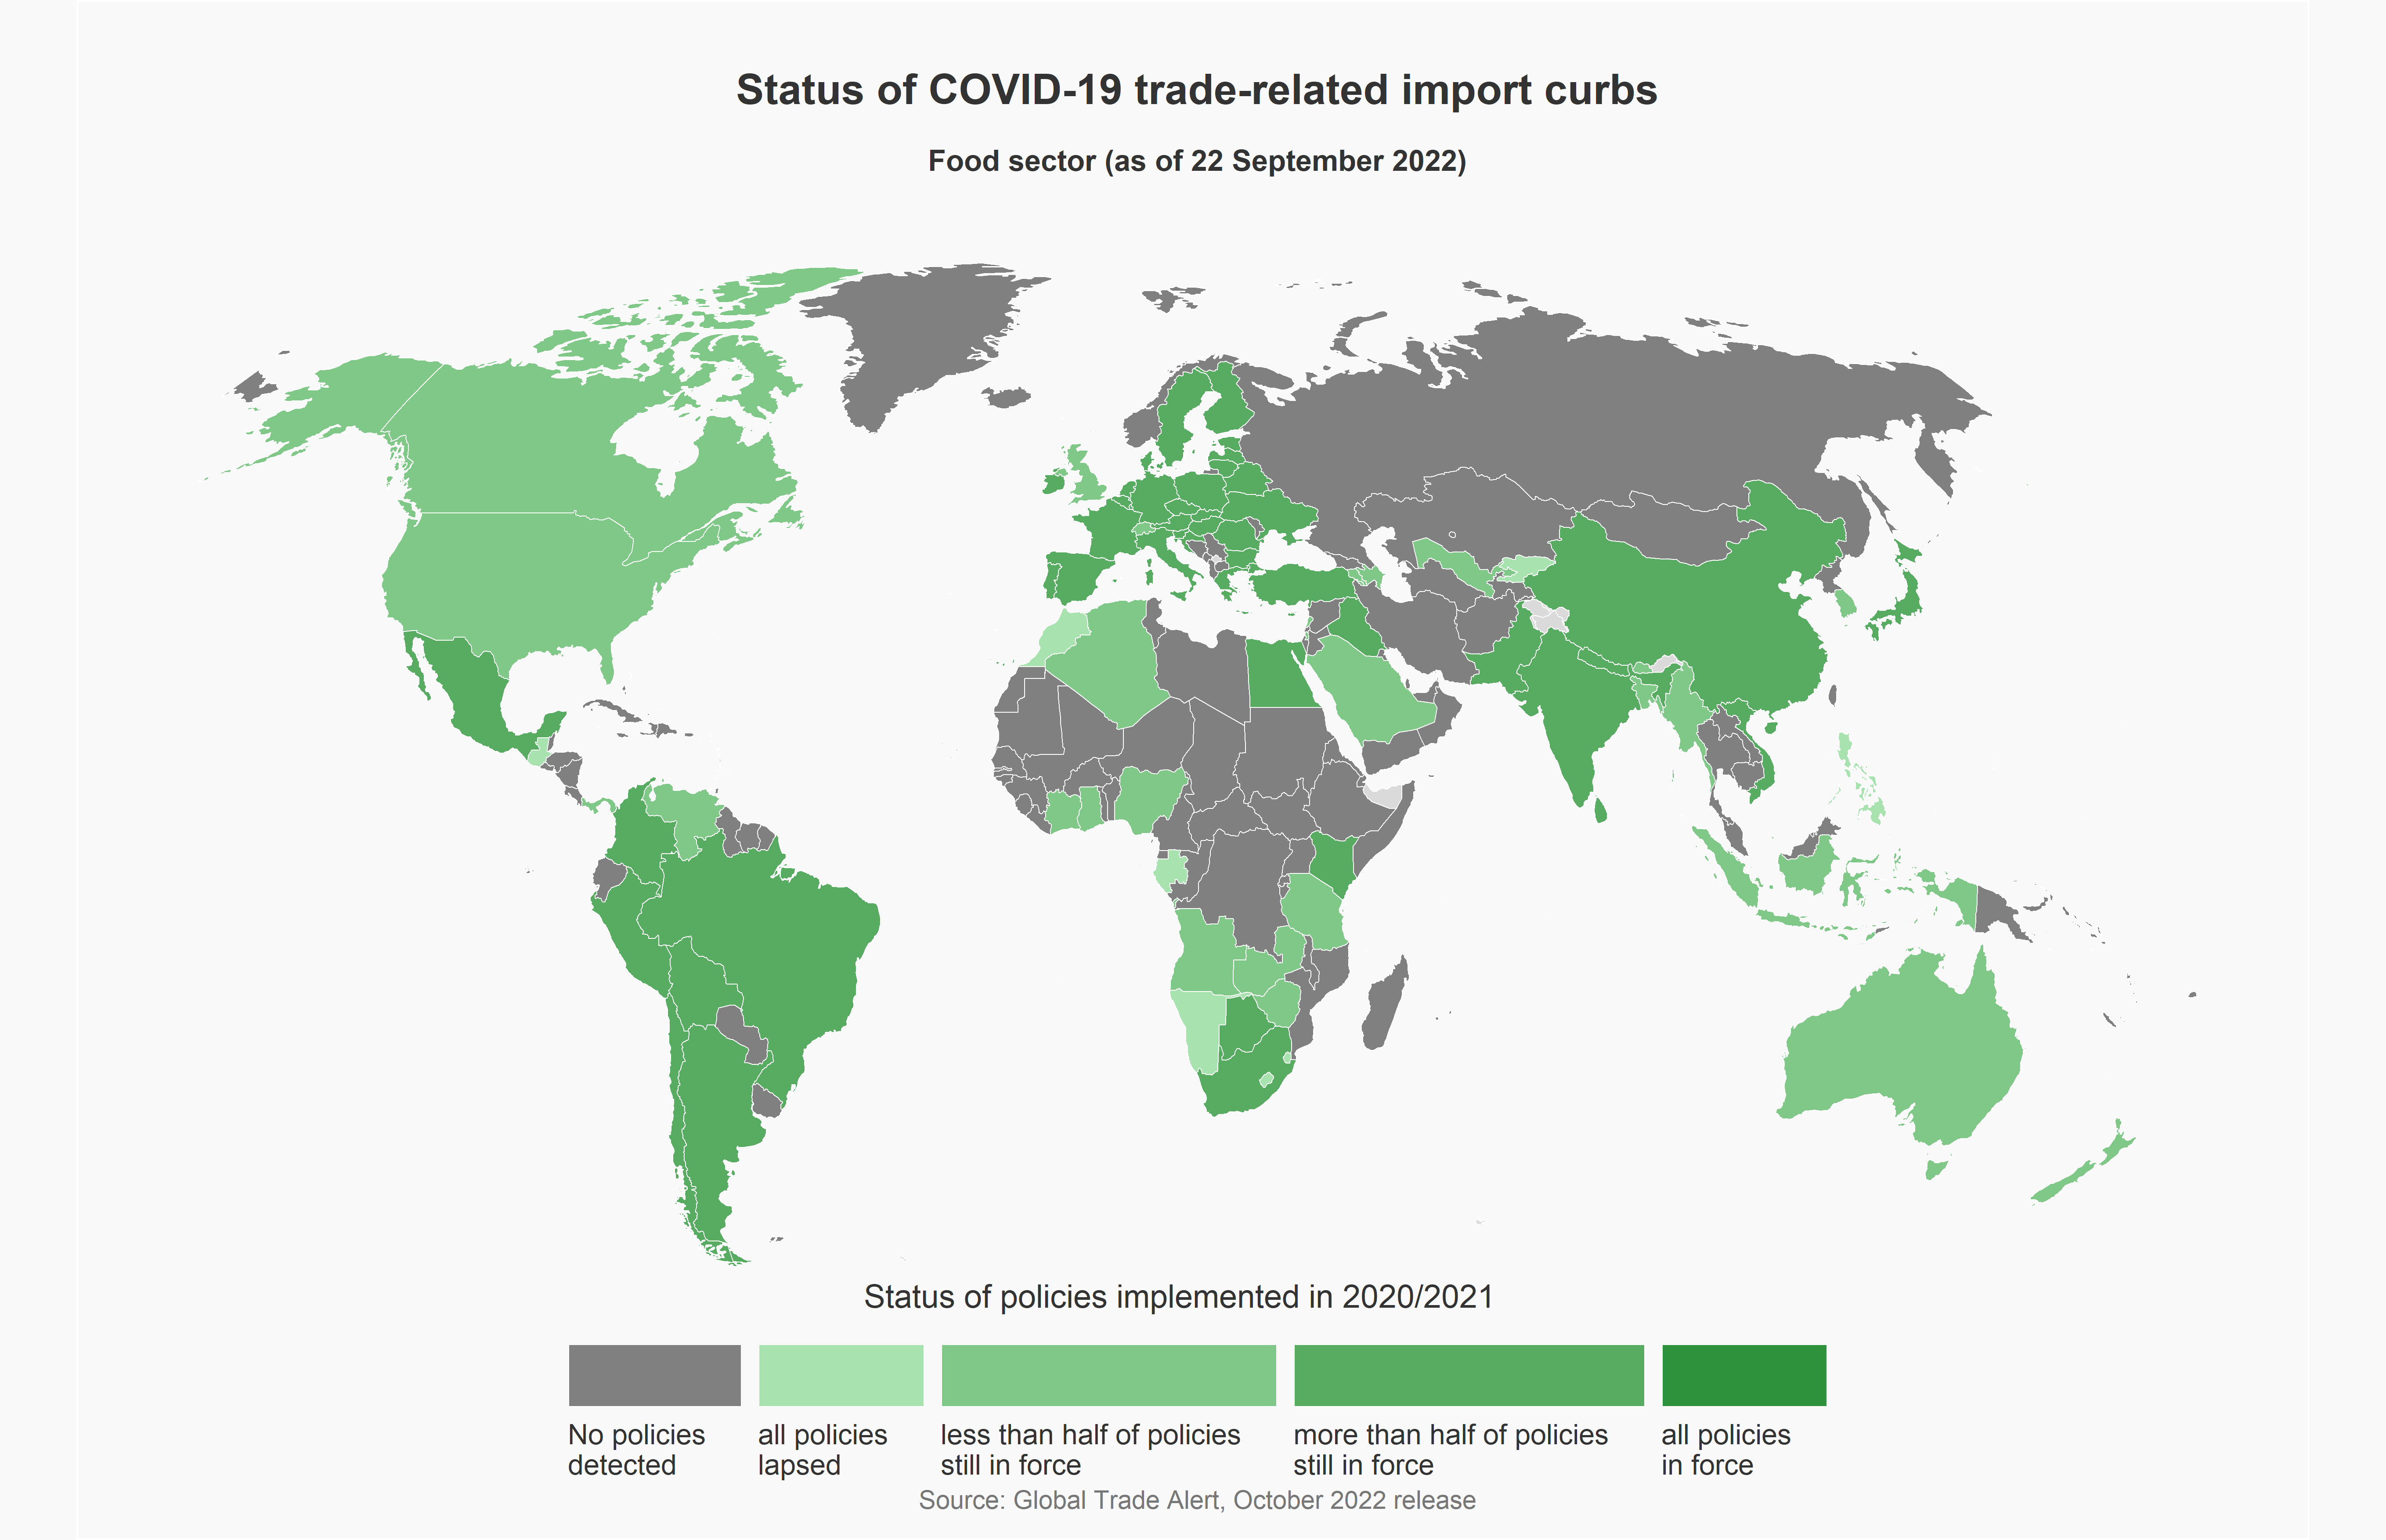 Status of COVID-19 trade-related import curbs
Food sector (as of 22 September 2022)
Status of policies implemented in 2020/2021
No policies
detected
all policies
lapsed
less than half of policies
still in force
more than half of policies
still in force
all policies
in force
Source: Global Trade Alert, October 2022 release